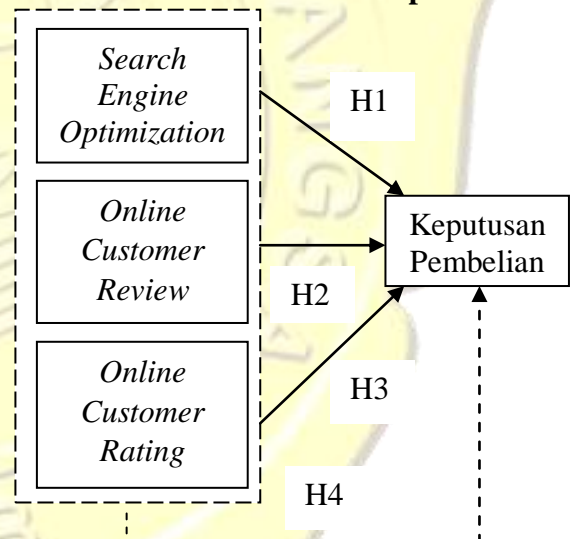 Search
Engine
Optimization
H1
Online
Customer
Review
Keputusan
Pembelian
H2
Online
Customer
Rating
H3
H4